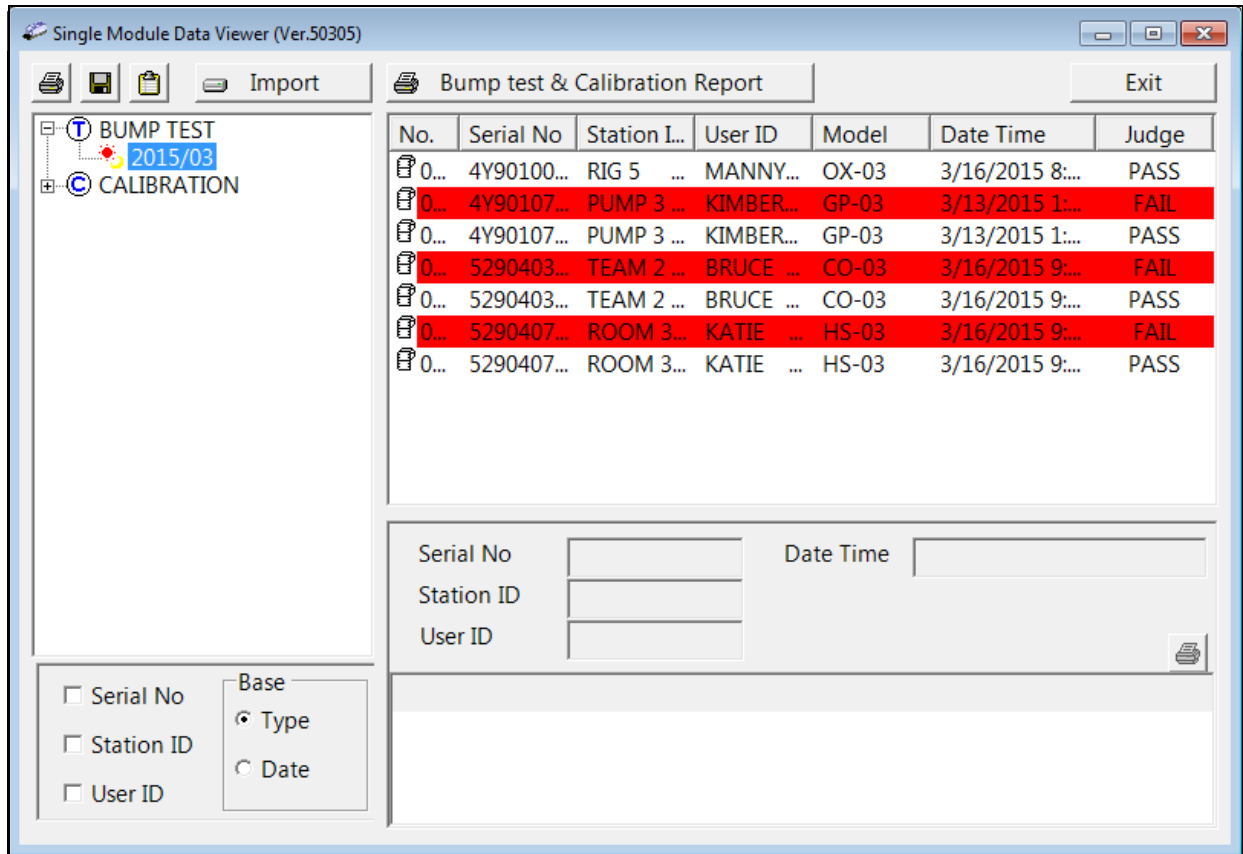 Single Module Data Viewer (Ver.50305)
Import
Bump test & Calibration Report
Exit
T BUMP TEST
2015/03
C CALIBRATION
No. Serial No Station I... User ID Model Date Time Judge
0... 4Y90100... RIG 5 ... MANNY... OX-03 3/16/2015 8:... PASS
0... 4Y90107... PUMP 3 ... KIMBER... GP-03 3/13/2015 1:... FAIL
0... 4Y90107... PUMP 3 ... KIMBER... GP-03 3/13/2015 1:... PASS
0... 5290403... TEAM 2 ... BRUCE ... CO-03 3/16/2015 9:... FAIL
0... 5290403... TEAM 2 ... BRUCE ... CO-03 3/16/2015 9:... PASS
0... 5290407... ROOM 3... KATIE ... HS-03 3/16/2015 9:... FAIL
0... 5290407... ROOM 3... KATIE ... HS-03 3/16/2015 9:... PASS
Serial No Date Time
Station ID
User ID
Serial No
Station ID
User ID
Base
Type
Date